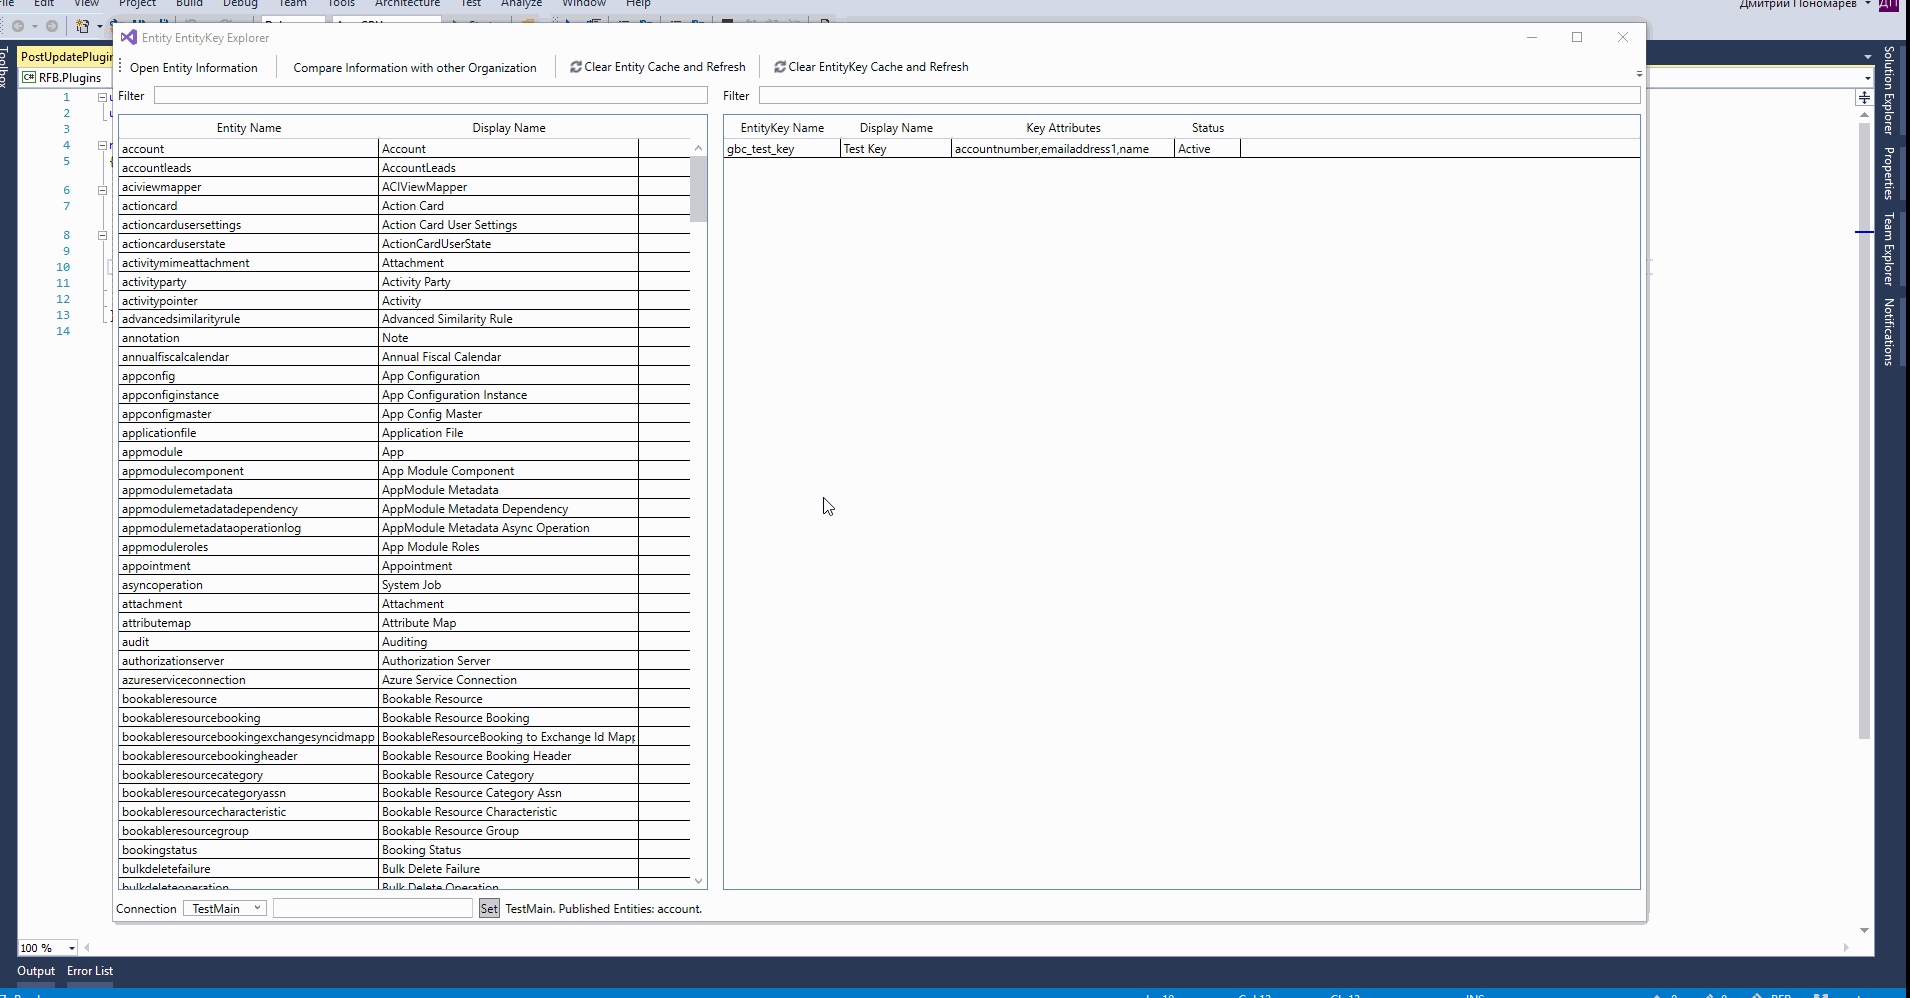 File Edit View Project Build Debug Team Tools Architecture Test Analyze Window Help
Дмитрий Пономарев ДП
Entity EntityKey Explorer
Open Entity Information Compare Information with other Organization Clear Entity Cache and Refresh Clear EntityKey Cache and Refresh
Filter Filter
Entity Name Display Name EntityKey Name Display Name Key Attributes Status
account Account gbc_test_key Test Key accountnumber,emailaddress1,name Active
accountleads AccountLeads
aciviewmapper ACIViewMapper
actioncard Action Card
actioncardusersettings Action Card User Settings
actioncarduserstate ActionCardUserState
activitymimeattachment Attachment
activityparty Activity Party
activitypointer Activity
advancedsimilarityrule Advanced Similarity Rule
annotation Note
annualfiscalcalendar Annual Fiscal Calendar
appconfig App Configuration
appconfiginstance App Configuration Instance
appconfigmaster App Config Master
applicationfile Application File
appmodule App
appmodulecomponent App Module Component
appmodulemetadata AppModule Metadata
appmodulemetadatadependency AppModule Metadata Dependency
appmodulemetadataoperationlog AppModule Metadata Async Operation
appmoduleroles App Module Roles
appointment Appointment
asyncoperation System Job
attachment Attachment
attributemap Attribute Map
audit Auditing
authorizationserver Authorization Server
azureserviceconnection Azure Service Connection
bookableresource Bookable Resource
bookableresourcebooking Bookable Resource Booking
bookableresourcebookingexchangesyncidmapp BookableResourceBooking to Exchange Id Mapp
bookableresourcebookingheader Bookable Resource Booking Header
bookableresourcecategory Bookable Resource Category
bookableresourcecategoryassn Bookable Resource Category Assn
bookableresourcecharacteristic Bookable Resource Characteristic
bookableresourcegroup Bookable Resource Group
bookingstatus Booking Status
bulkdeletefailure Bulk Delete Failure
bulkdeleteoperation Bulk Delete Operation
Connection TestMain Set TestMain. Published Entities: account.
PostUpdatePlugin
C# RFB.Plugins
1
2
3
4
5
6
7
8
9
10
11
12
13
14
Toolbox
Solution Explorer
Properties
Team Explorer
Notifications
100 %
Output Error List